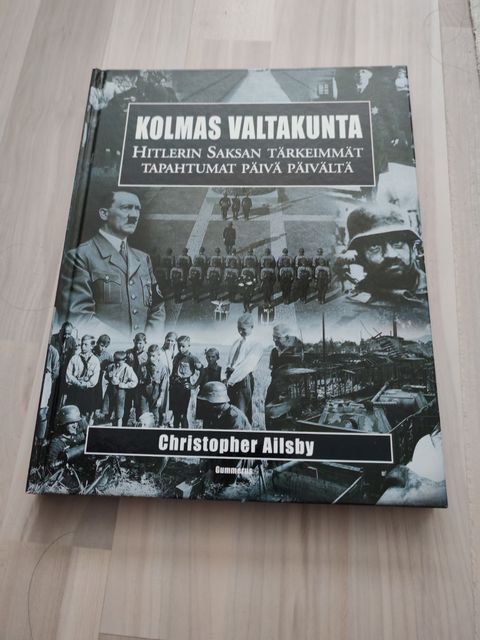 KOLMAS VALTAKUNTA
HITLERIN SAKSAN TÄRKEIMMÄT
TAPAHTUMAT PÄIVÄ PÄIVÄLTÄ
Christopher Ailsby
Gummerus